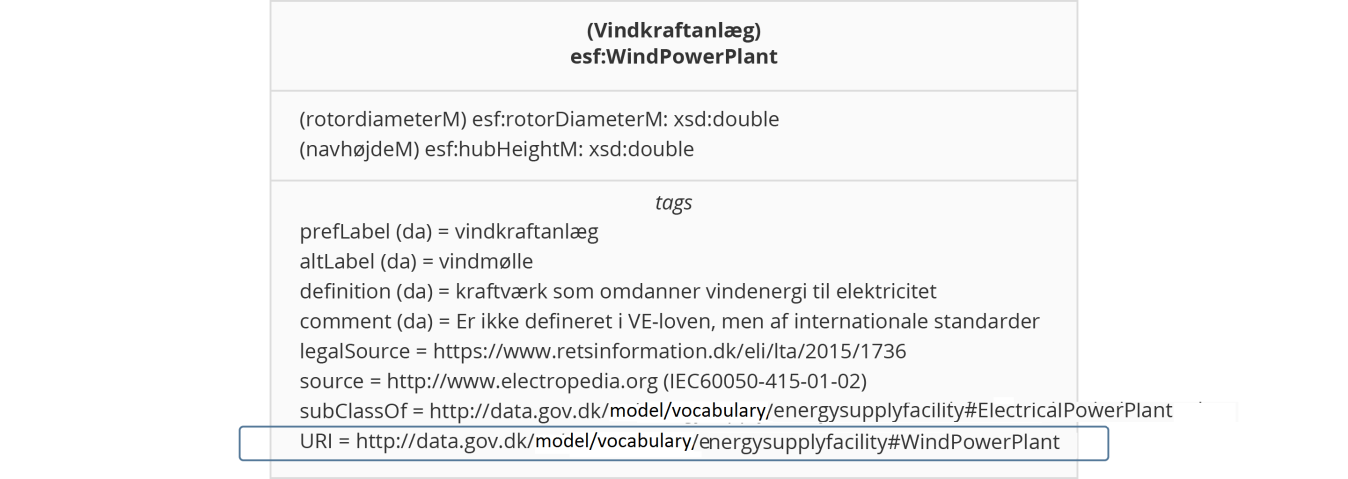 (Vindkraftanlæg)
esf:WindPowerPlant
(rotordiameterM) esf:rotorDiameterM: xsd:double
(navhøjdeM) esf:hubHeightM: xsd:double
tags
prefLabel (da) = vindkraftanlæg
altLabel (da) = vindmølle
definition (da) = kraftværk som omdanner vindenergi til elektricitet
comment (da) = Er ikke defineret i VE-loven, men af internationale standarder
legalSource = https://www.retsinformation.dk/eli/lta/2015/1736
source = http://www.electropedia.org (IEC60050-415-01-02)
subClassOf = http://data.gov.dk/model/vocabulary/energysupplyfacility#ElectricalPowerPlant
URI = http://data.gov.dk/model/vocabulary/energysupplyfacility#WindPowerPlant